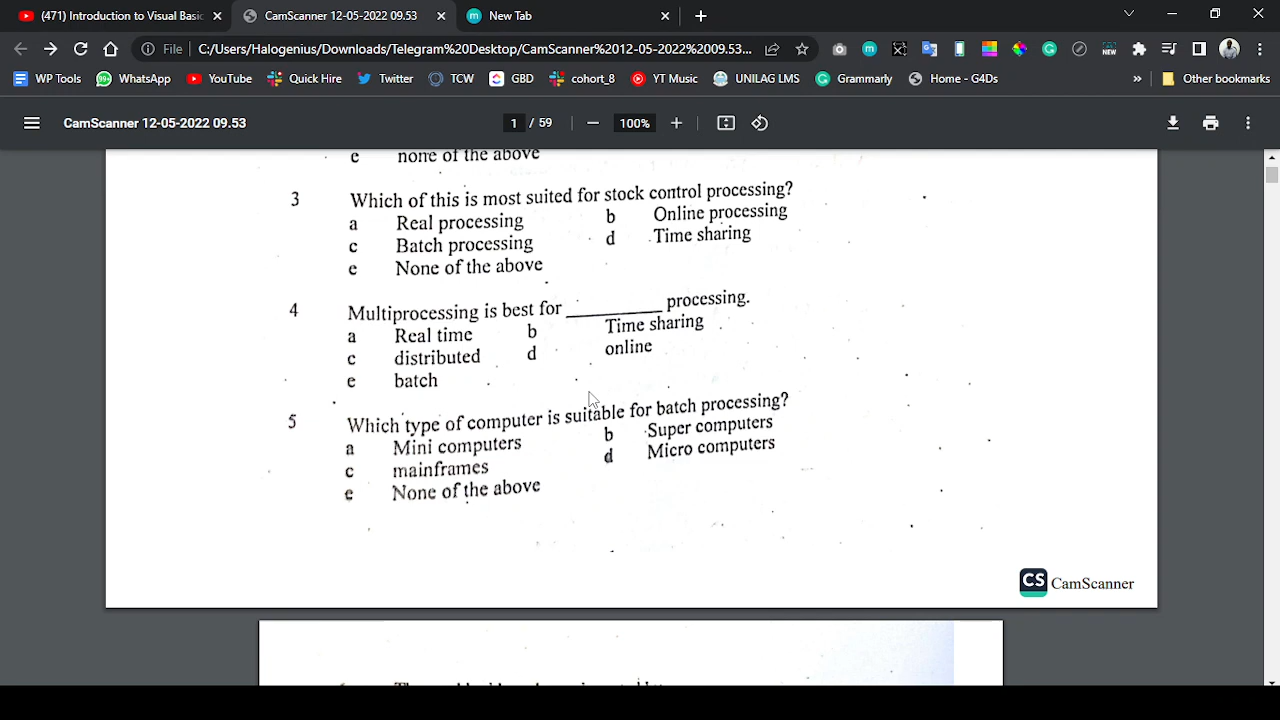 (471) Introduction to Visual Basic
CamScanner 12-05-2022 09.53
New Tab
File C:/Users/Halogenius/Downloads/Telegram%20Desktop/CamScanner%2012-05-2022%2009.53...
WP Tools WhatsApp YouTube Quick Hire Twitter TCW GBD cohort_8 YT Music UNILAG LMS Grammarly Home - G4Ds » Other bookmarks
CamScanner 12-05-2022 09.53 1 / 59 100%
e none of the above
3 Which of this is most suited for stock control processing?
a Real processing b Online processing
c Batch processing d Time sharing
e None of the above
4 Multiprocessing is best for __________ processing.
a Real time b Time sharing
c distributed d online
e batch
5 Which type of computer is suitable for batch processing?
a Mini computers b Super computers
c mainframes d Micro computers
e None of the above
CS CamScanner